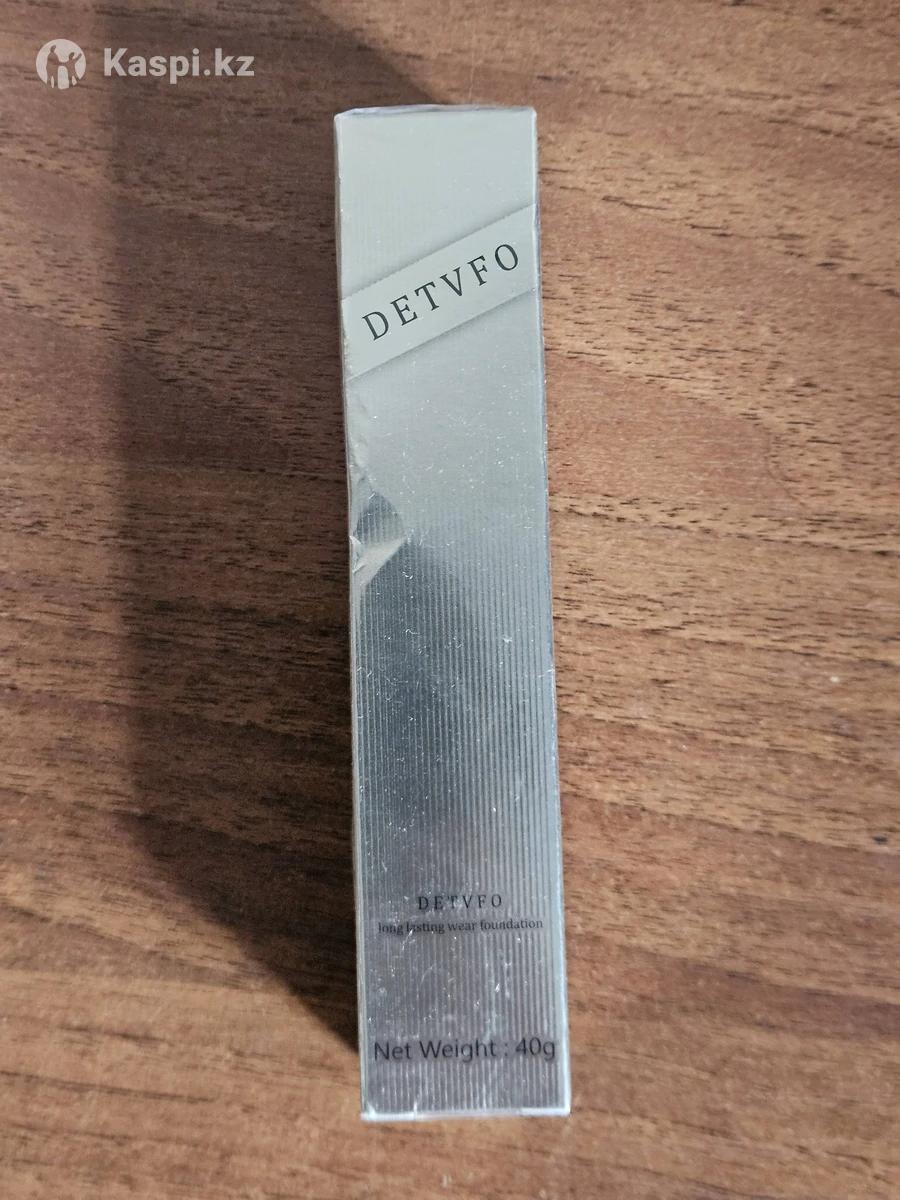 Kaspi.kz
DETVFO
DETVFO
long lasting wear foundation
Net Weight : 40g